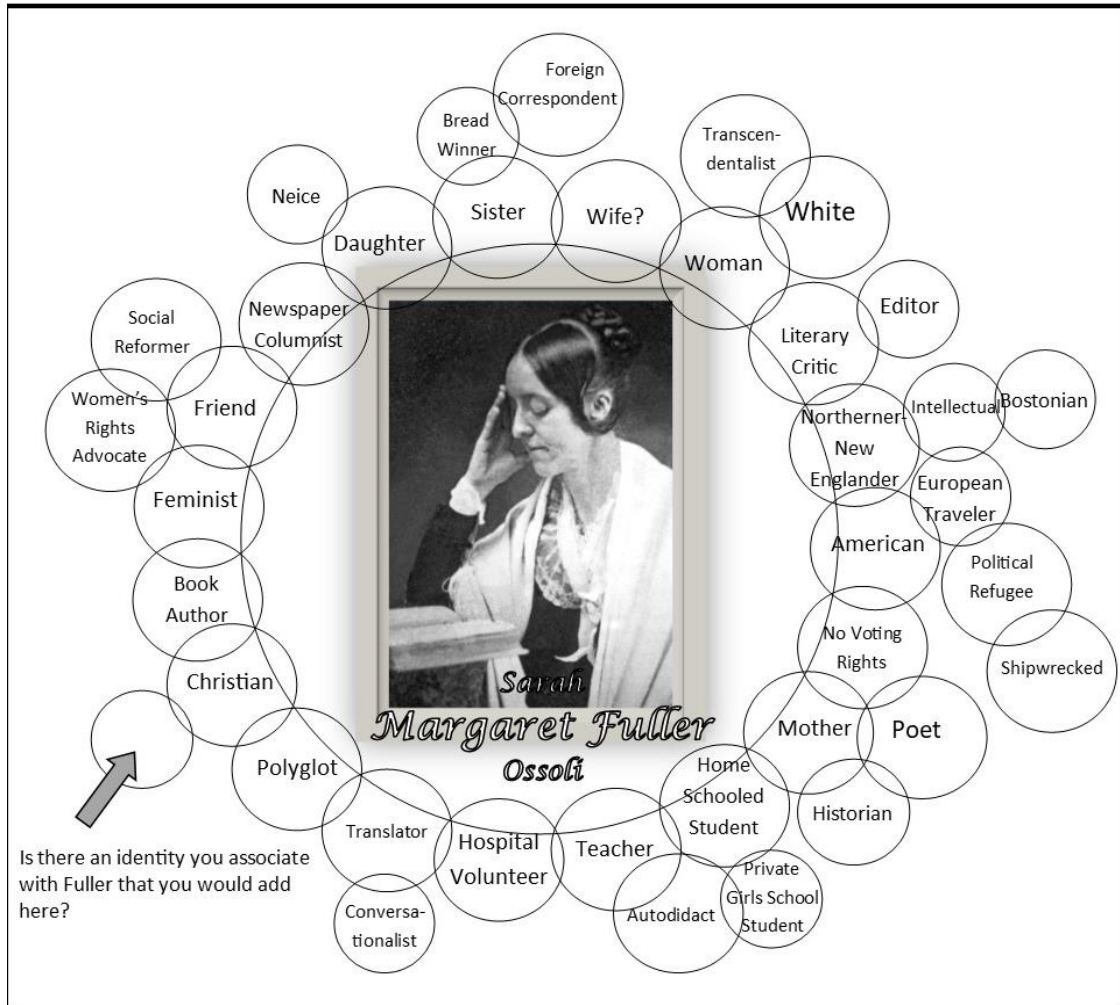 Foreign
Correspondent
Bread
Winner
Transcen-
dentalist
Neice
Sister
Wife?
White
Daughter
Woman
Newspaper
Columnist
Editor
Social
Reformer
Literary
Critic
Women's
Rights
Advocate
Friend
Northerner-
New
Englander
Intellectual
Bostonian
Feminist
European
Traveler
American
Book
Author
Political
Refugee
No Voting
Rights
Shipwrecked
Christian
Sarah
Margaret Fuller
Ossoli
Mother
Poet
Polyglot
Home
Schooled
Student
Historian
Translator
Hospital
Volunteer
Teacher
Is there an identity you associate
with Fuller that you would add
here?
Private
Girls School
Student
Autodidact
Conversa-
tionalist